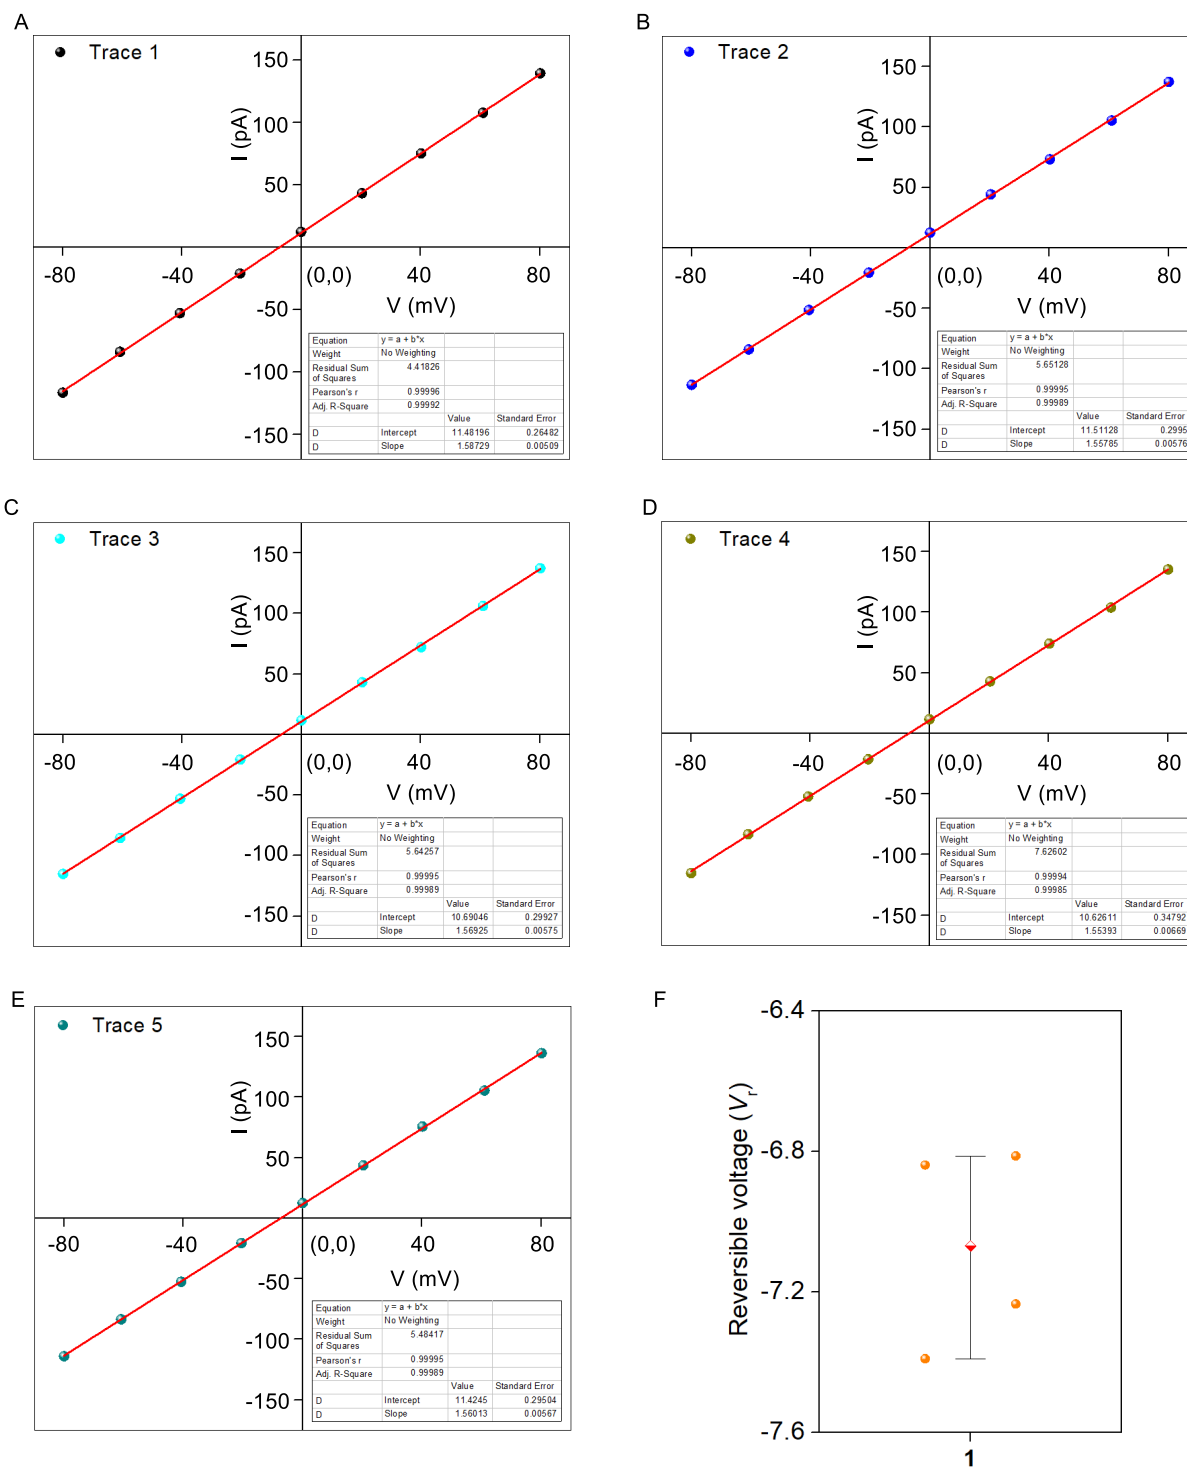 A
Trace 1
I (pA)
150
100
50
-80
-40
(0,0)
40
80
V (mV)
-50
-100
-150
Equation y = a + b*x
Weight No Weighting
Residual Sum of Squares 4.41826
Pearson's r 0.99996
Adj. R-Square 0.99992
Value Standard Error
D Intercept 11.48196 0.26482
D Slope 1.58729 0.00509
B
Trace 2
I (pA)
150
100
50
-80
-40
(0,0)
40
80
V (mV)
-50
-100
-150
Equation y = a + b*x
Weight No Weighting
Residual Sum of Squares 5.65128
Pearson's r 0.99995
Adj. R-Square 0.99989
Value Standard Error
D Intercept 11.51128 0.2995
D Slope 1.55785 0.00576
C
Trace 3
I (pA)
150
100
50
-80
-40
(0,0)
40
80
V (mV)
-50
-100
-150
Equation y = a + b*x
Weight No Weighting
Residual Sum of Squares 5.64257
Pearson's r 0.99995
Adj. R-Square 0.99989
Value Standard Error
D Intercept 10.69046 0.29927
D Slope 1.56925 0.00575
D
Trace 4
I (pA)
150
100
50
-80
-40
(0,0)
40
80
V (mV)
-50
-100
-150
Equation y = a + b*x
Weight No Weighting
Residual Sum of Squares 7.62602
Pearson's r 0.99994
Adj. R-Square 0.99985
Value Standard Error
D Intercept 10.62611 0.34792
D Slope 1.55393 0.00669
E
Trace 5
I (pA)
150
100
50
-80
-40
(0,0)
40
80
V (mV)
-50
-100
-150
Equation y = a + b*x
Weight No Weighting
Residual Sum of Squares 5.48417
Pearson's r 0.99995
Adj. R-Square 0.99989
Value Standard Error
D Intercept 11.4245 0.29504
D Slope 1.56013 0.00567
F
Reversible voltage (Vr)
-6.4
-6.8
-7.2
-7.6
1